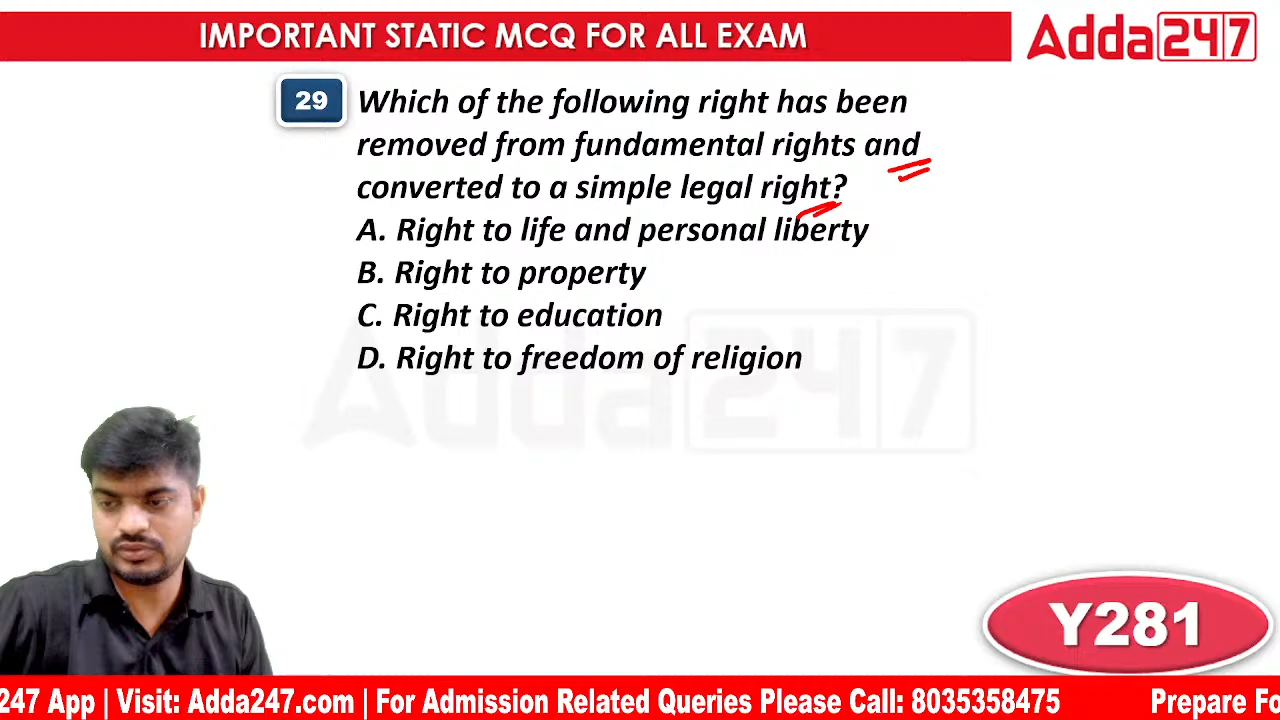 IMPORTANT STATIC MCQ FOR ALL EXAM
Adda247
29
Which of the following right has been
removed from fundamental rights and
converted to a simple legal right?
A. Right to life and personal liberty
B. Right to property
C. Right to education
D. Right to freedom of religion
Adda247
Y281
247 App | Visit: Adda247.com | For Admission Related Queries Please Call: 8035358475 Prepare Fo